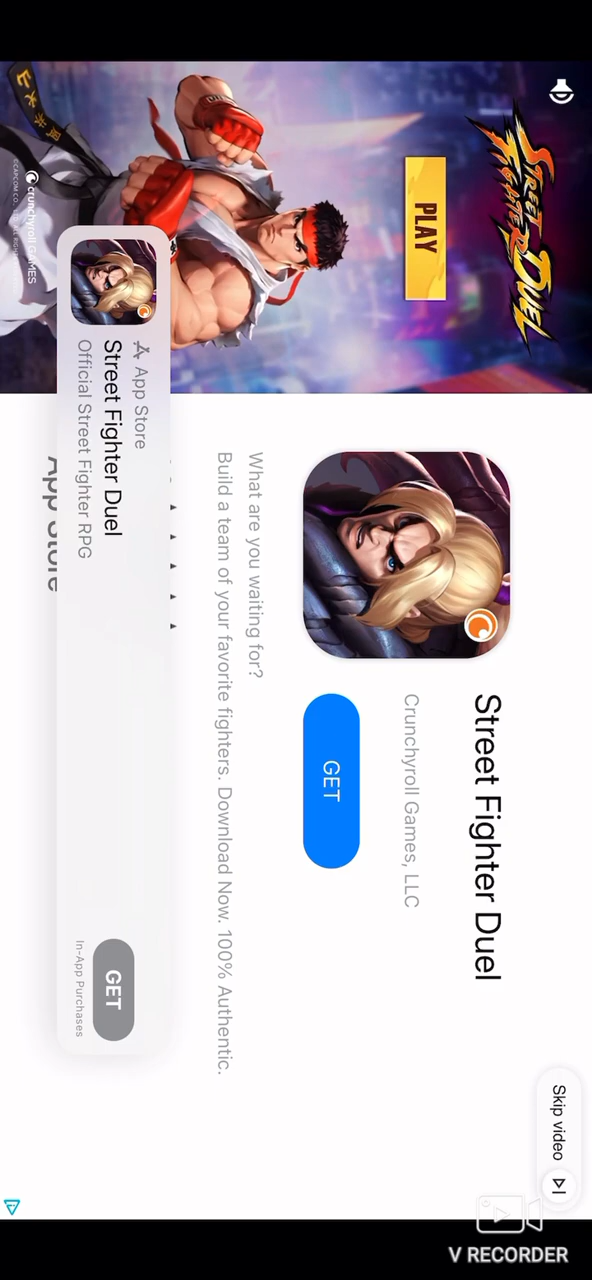 STREET
FIGHTER DUEL
PLAY
crunchyroll GAMES
Skip video
Street Fighter Duel
Crunchyroll Games, LLC
GET
What are you waiting for?
Build a team of your favorite fighters. Download Now. 100% Authentic.
App Store
Street Fighter Duel
Official Street Fighter RPG
GET
In-App Purchases
App Store
V RECORDER